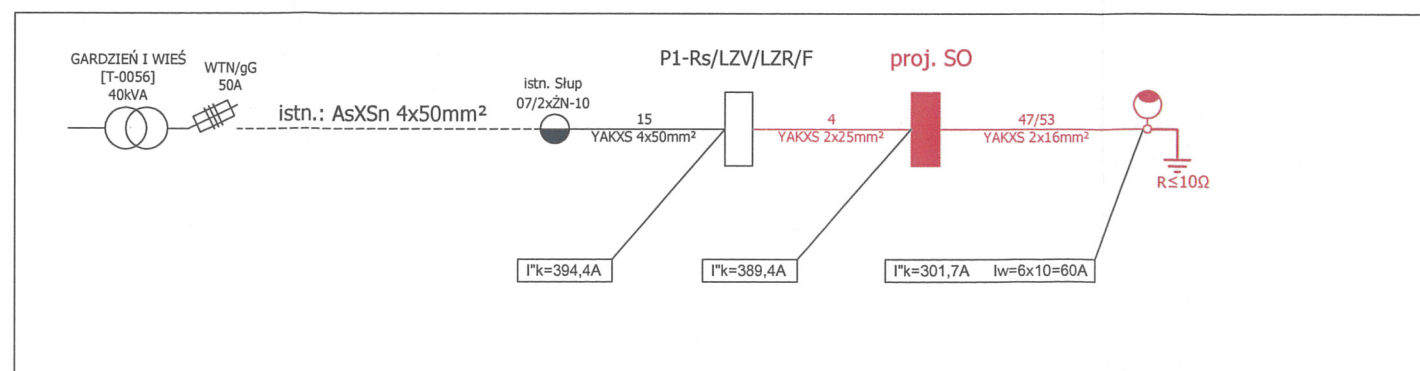 GARDZIEŃ I WIEŚ
[T-0056]
40kVA
WTN/gG
50A
istn.: AsXSn 4x50mm²
istn. Słup
07/2xŻN-10
15
YAKXS 4x50mm²
P1-Rs/LZV/LZR/F
4
YAKXS 2x25mm²
proj. SO
47/53
YAKXS 2x16mm²
R≤10Ω
I"k=394,4A
I"k=389,4A
I"k=301,7A Iw=6x10=60A